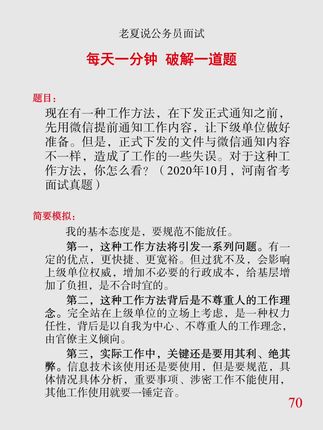 老夏说公务员面试
每天一分钟 破解一道题
题目：
现在有一种工作方法，在下发正式通知之前，
先用微信提前通知工作内容，让下级单位做好
准备。但是，正式下发的文件与微信通知内容
不一样，造成了工作的一些失误。对于这种工
作方法，你怎么看？（2020年10月，河南省考
面试真题）
简要模拟：
我的基本态度是，要规范不能放任。
第一，这种工作方法将引发一系列问题。有一
定的优点，更快捷、更宽裕。但过犹不及，会影响
上级单位权威，增加不必要的行政成本，给基层增
加了负担，是不合时宜的。
第二，这种工作方法背后是不尊重人的工作理
念。完全站在上级单位的立场上考虑，是一种权力
任性，背后是以自我为中心、不尊重人的工作理念，
由官僚主义倾向。
第三，实际工作中，关键还是要用其利、绝其
弊。信息技术该使用还是要使用，但是要规范，具
体情况具体分析，重要事项、涉密工作不能使用，
其他工作使用就要一锤定音。
70